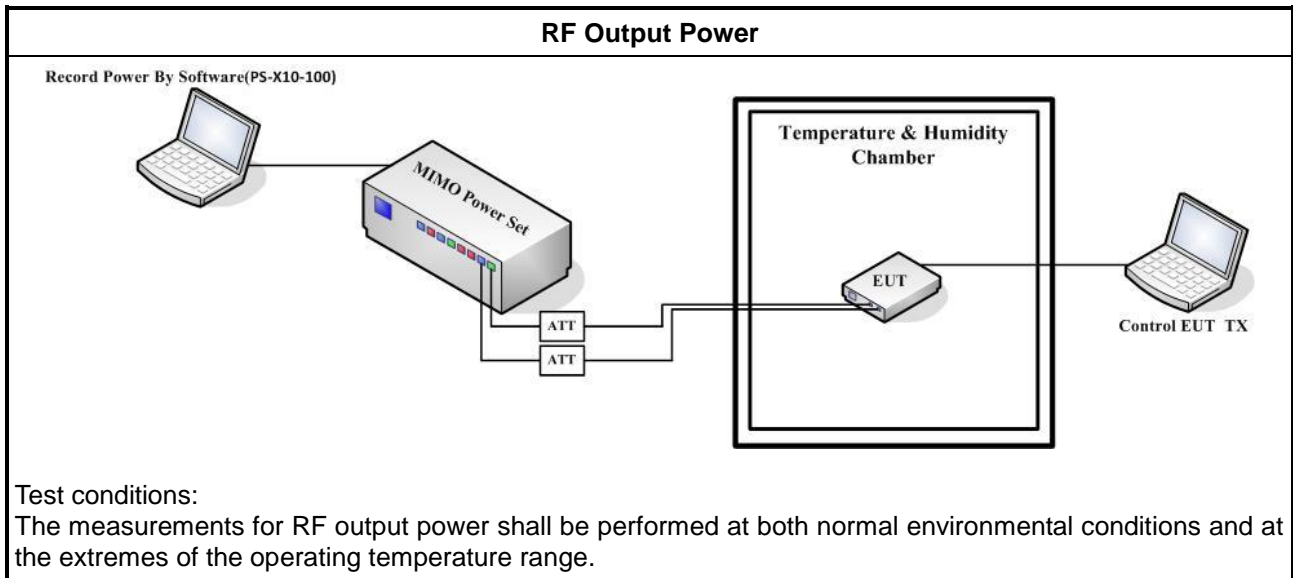 RF Output Power
Record Power By Software(PS-X10-100)
Temperature & Humidity
Chamber
MIMO Power Set
EUT
ATT
ATT
Control EUT TX
Test conditions:
The measurements for RF output power shall be performed at both normal environmental conditions and at
the extremes of the operating temperature range.